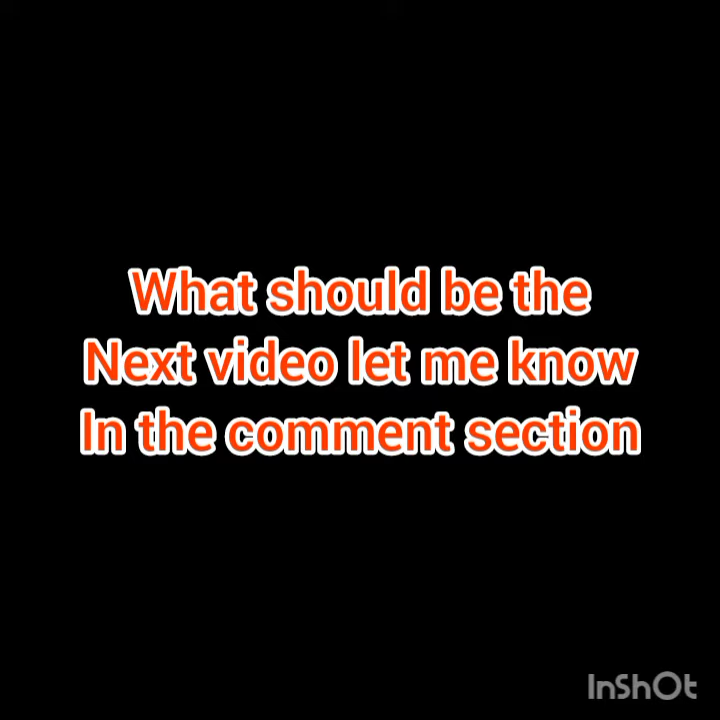 What should be the
Next video let me know
In the comment section
InShOt